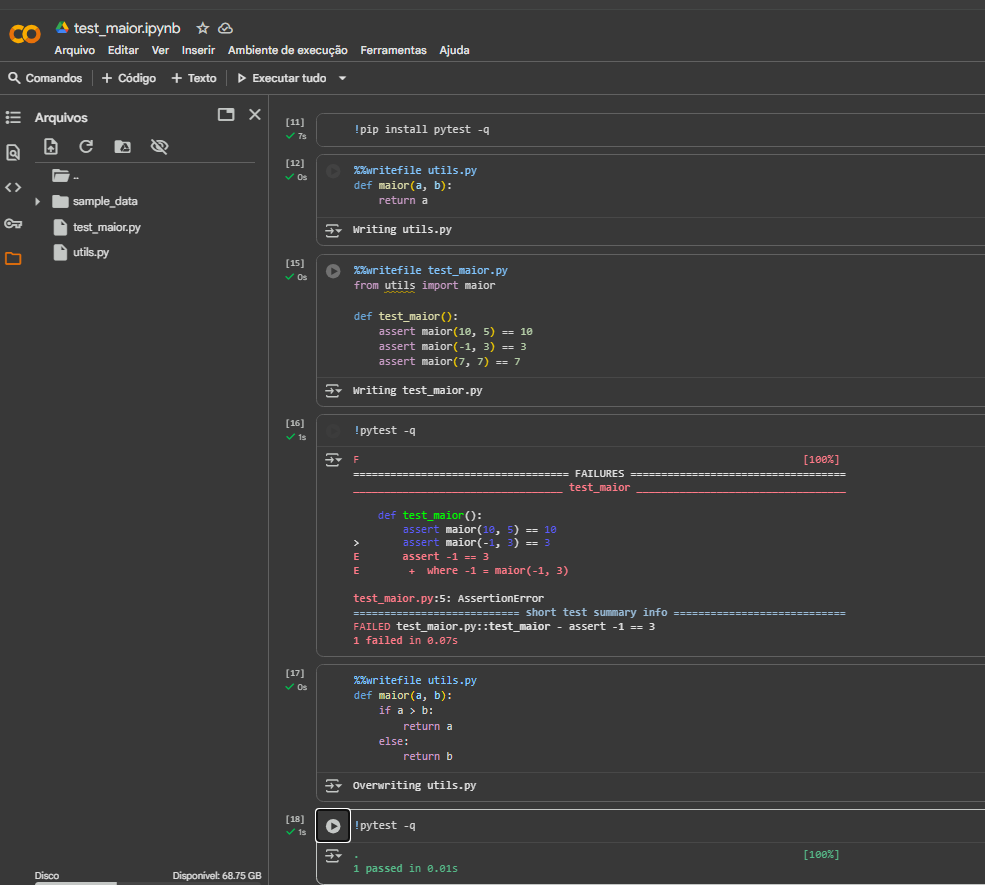 test_maior.ipynb
Arquivo Editar Ver Inserir Ambiente de execução Ferramentas Ajuda
Comandos + Código + Texto Executar tudo
Arquivos
..
sample_data
test_maior.py
utils.py
Disco Disponível: 68.75 GB
[11]
7s
!pip install pytest -q
[12]
0s
%%writefile utils.py
def maior(a, b):
    return a
Writing utils.py
[15]
0s
%%writefile test_maior.py
from utils import maior
def test_maior():
    assert maior(10, 5) == 10
    assert maior(-1, 3) == 3
    assert maior(7, 7) == 7
Writing test_maior.py
[16]
1s
!pytest -q
F [100%]
=================================== FAILURES ===================================
__________________________________ test_maior __________________________________
    def test_maior():
        assert maior(10, 5) == 10
>       assert maior(-1, 3) == 3
E       assert -1 == 3
E        +  where -1 = maior(-1, 3)
test_maior.py:5: AssertionError
=========================== short test summary info ============================
FAILED test_maior.py::test_maior - assert -1 == 3
1 failed in 0.07s
[17]
0s
%%writefile utils.py
def maior(a, b):
    if a > b:
        return a
    else:
        return b
Overwriting utils.py
[18]
1s
!pytest -q
. [100%]
1 passed in 0.01s